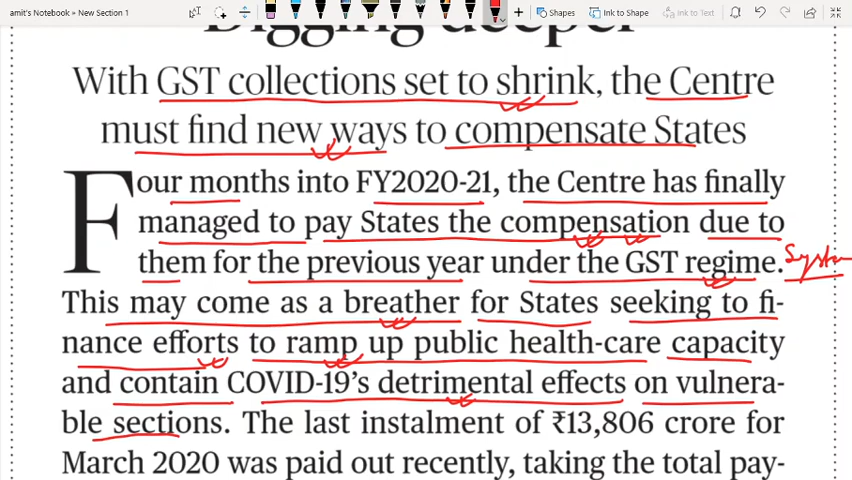 amit's Notebook » New Section 1
Shapes
Ink to Shape
Ink to Text
Digging deeper
With GST collections set to shrink, the Centre
must find new ways to compensate States
Four months into FY2020-21, the Centre has finally
managed to pay States the compensation due to
them for the previous year under the GST regime.
System
This may come as a breather for States seeking to fi-
nance efforts to ramp up public health-care capacity
and contain COVID-19's detrimental effects on vulnera-
ble sections. The last instalment of ₹13,806 crore for
March 2020 was paid out recently, taking the total pay-